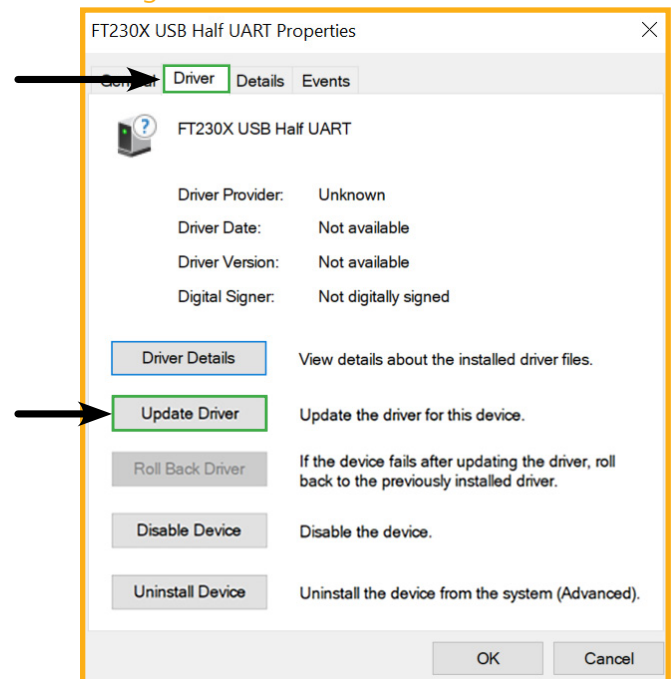 FT230X USB Half UART Properties
Driver Details Events
FT230X USB Half UART
Driver Provider: Unknown
Driver Date: Not available
Driver Version: Not available
Digital Signer: Not digitally signed
Driver Details View details about the installed driver files.
Update Driver Update the driver for this device.
Roll Back Driver If the device fails after updating the driver, roll
back to the previously installed driver.
Disable Device Disable the device.
Uninstall Device Uninstall the device from the system (Advanced).
OK Cancel